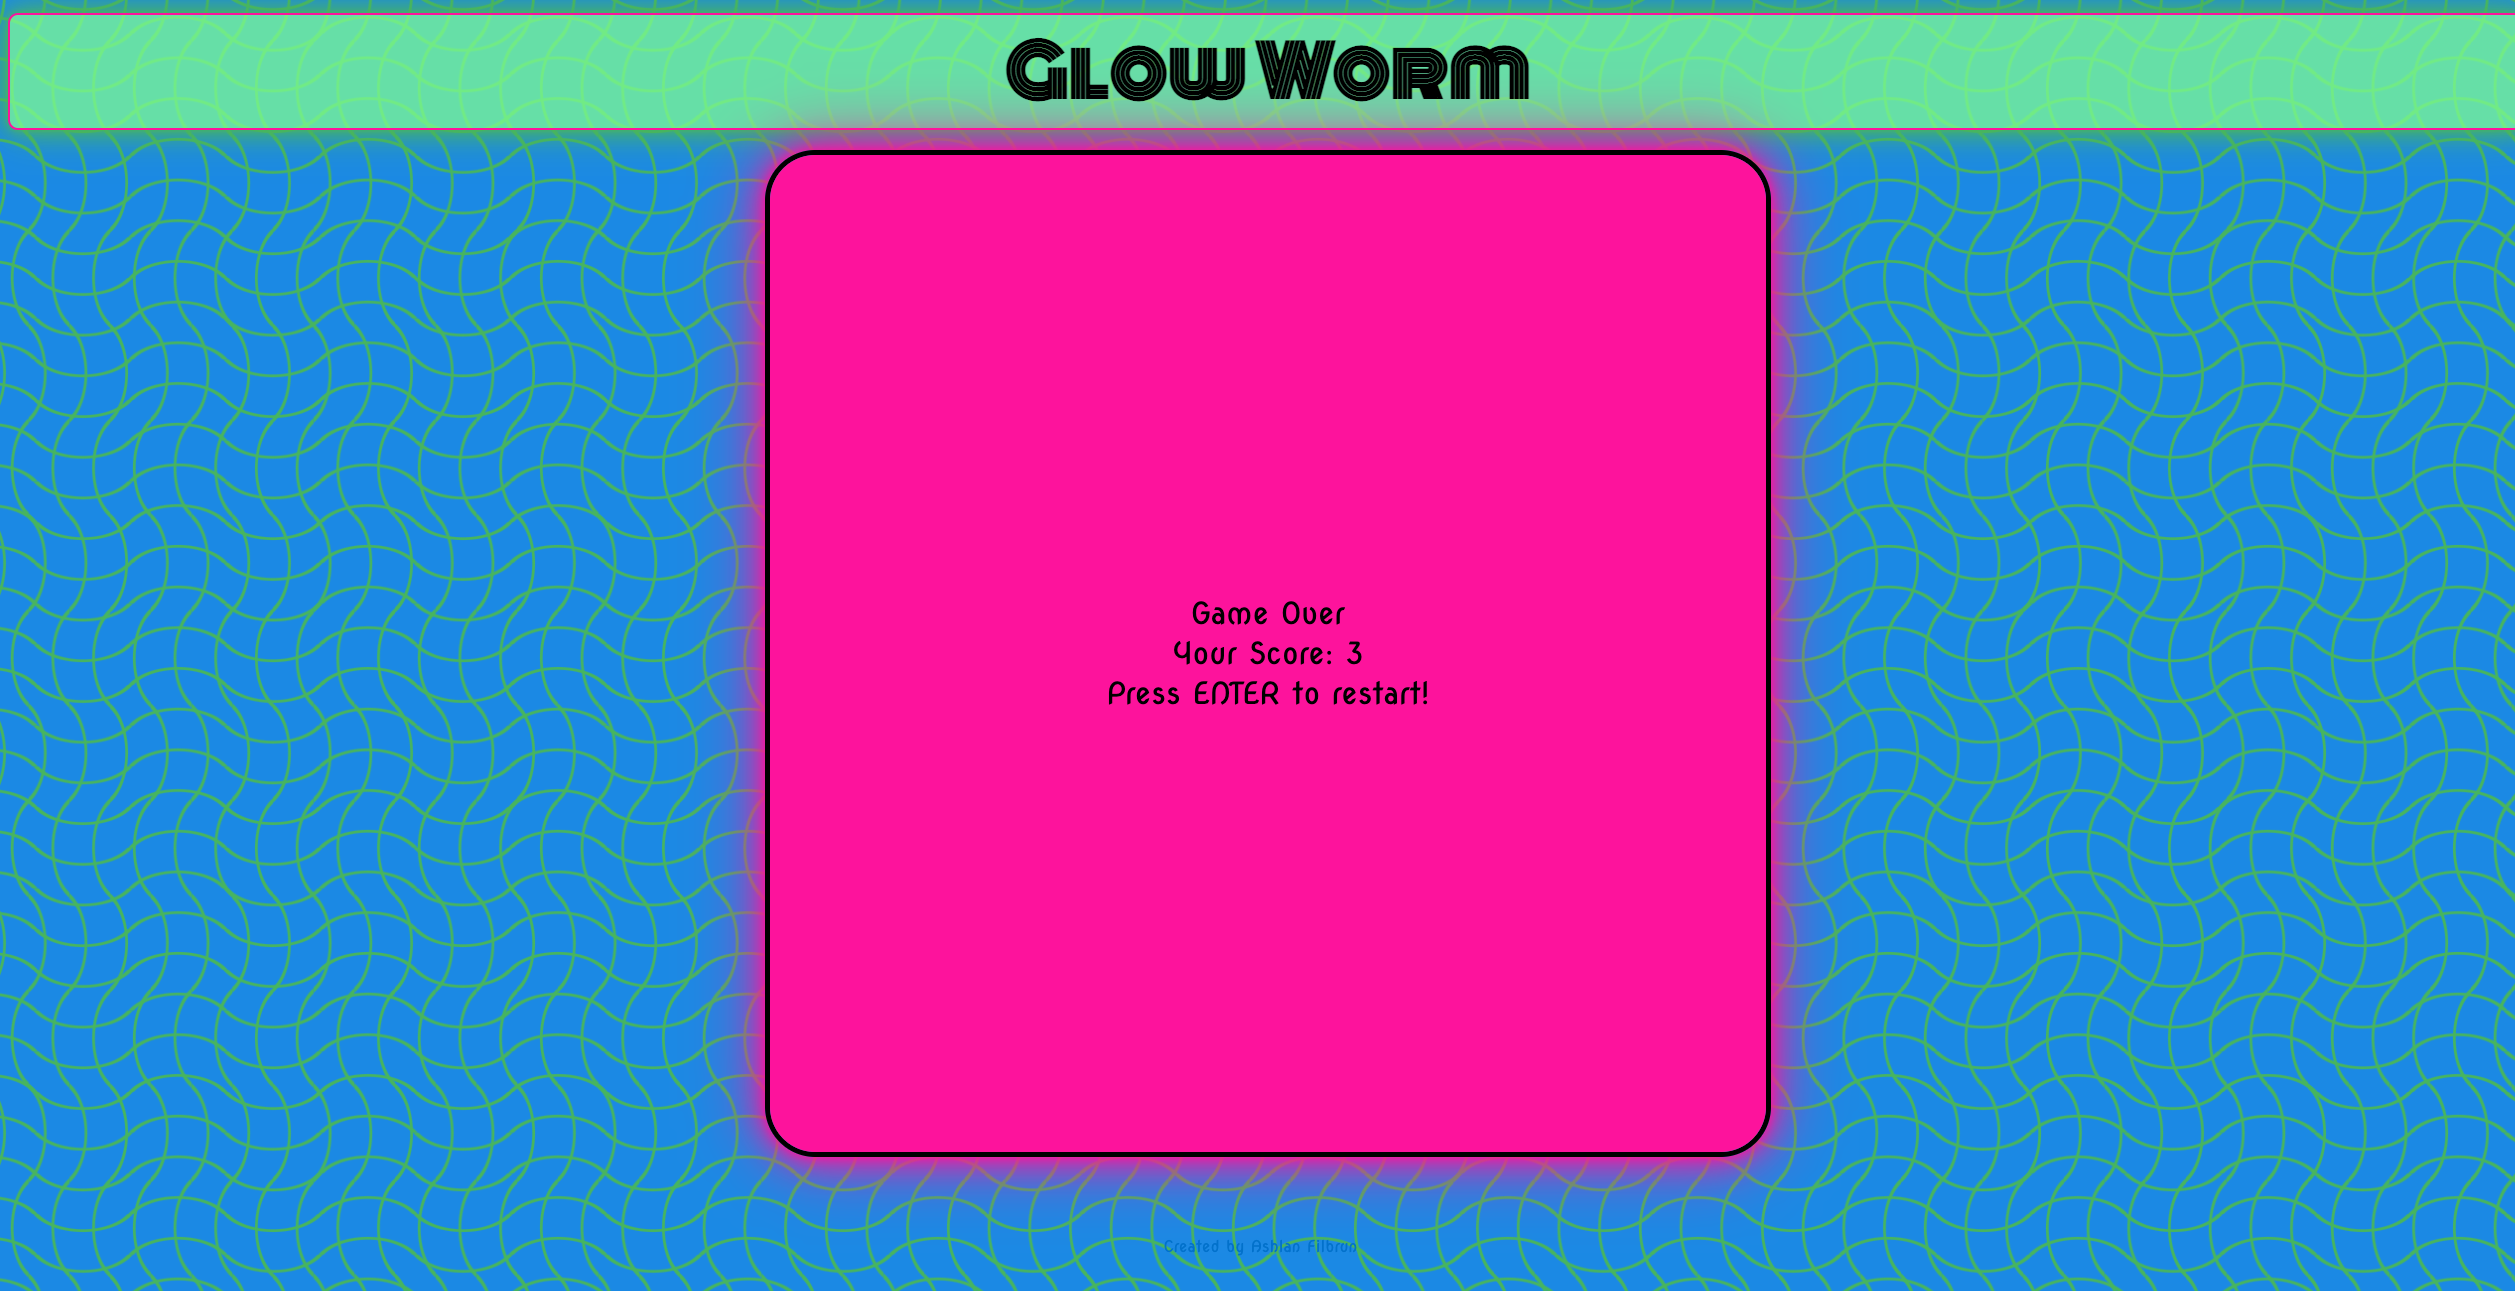 Glow Worm
Game Over
Your Score: 3
Press ENTER to restart!
Created by Ashlan Filbrun